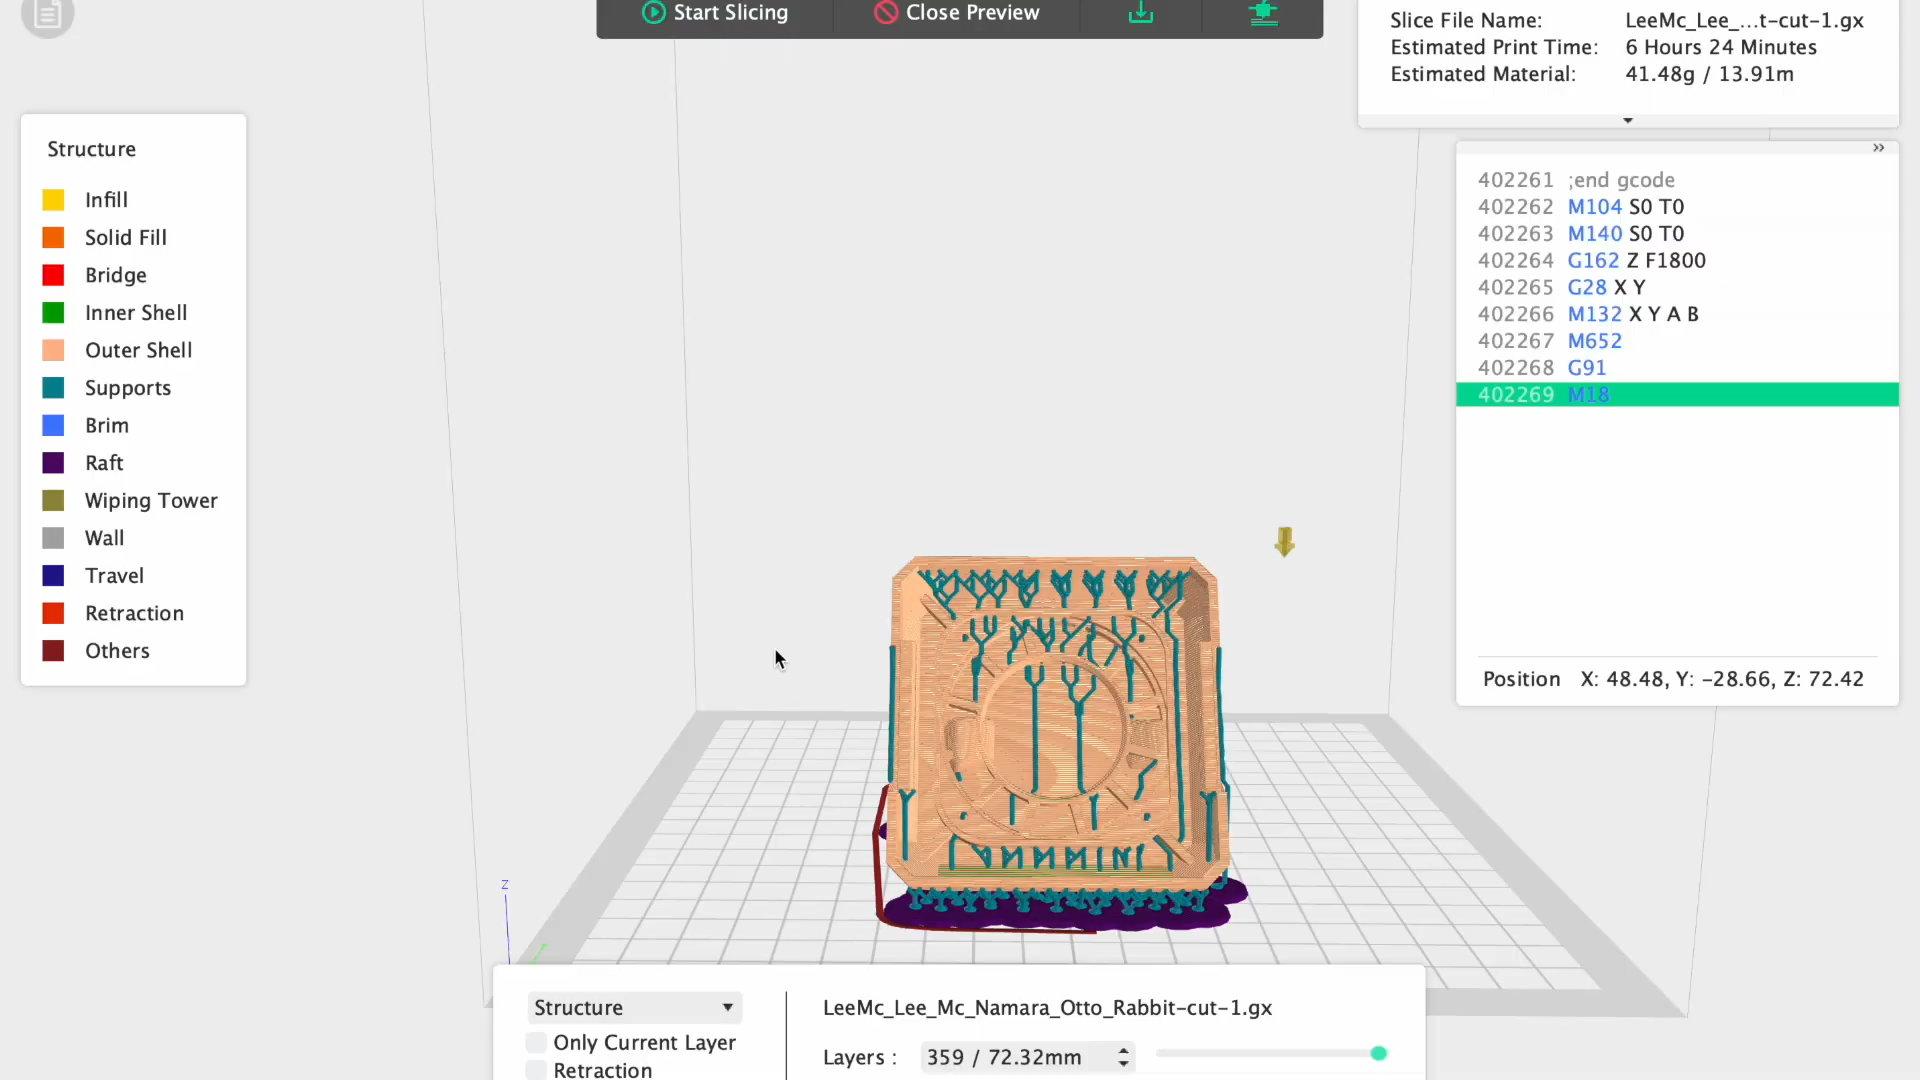 Start Slicing
Close Preview
Slice File Name: LeeMc_Lee_...t-cut-1.gx
Estimated Print Time: 6 Hours 24 Minutes
Estimated Material: 41.48g / 13.91m
Structure
Infill
Solid Fill
Bridge
Inner Shell
Outer Shell
Supports
Brim
Raft
Wiping Tower
Wall
Travel
Retraction
Others
»
402261 ;end gcode
402262 M104 S0 T0
402263 M140 S0 T0
402264 G162 Z F1800
402265 G28 X Y
402266 M132 X Y A B
402267 M652
402268 G91
402269 M18
Position X: 48.48, Y: -28.66, Z: 72.42
Z
Structure
Only Current Layer
Retraction
LeeMc_Lee_Mc_Namara_Otto_Rabbit-cut-1.gx
Layers : 359 / 72.32mm